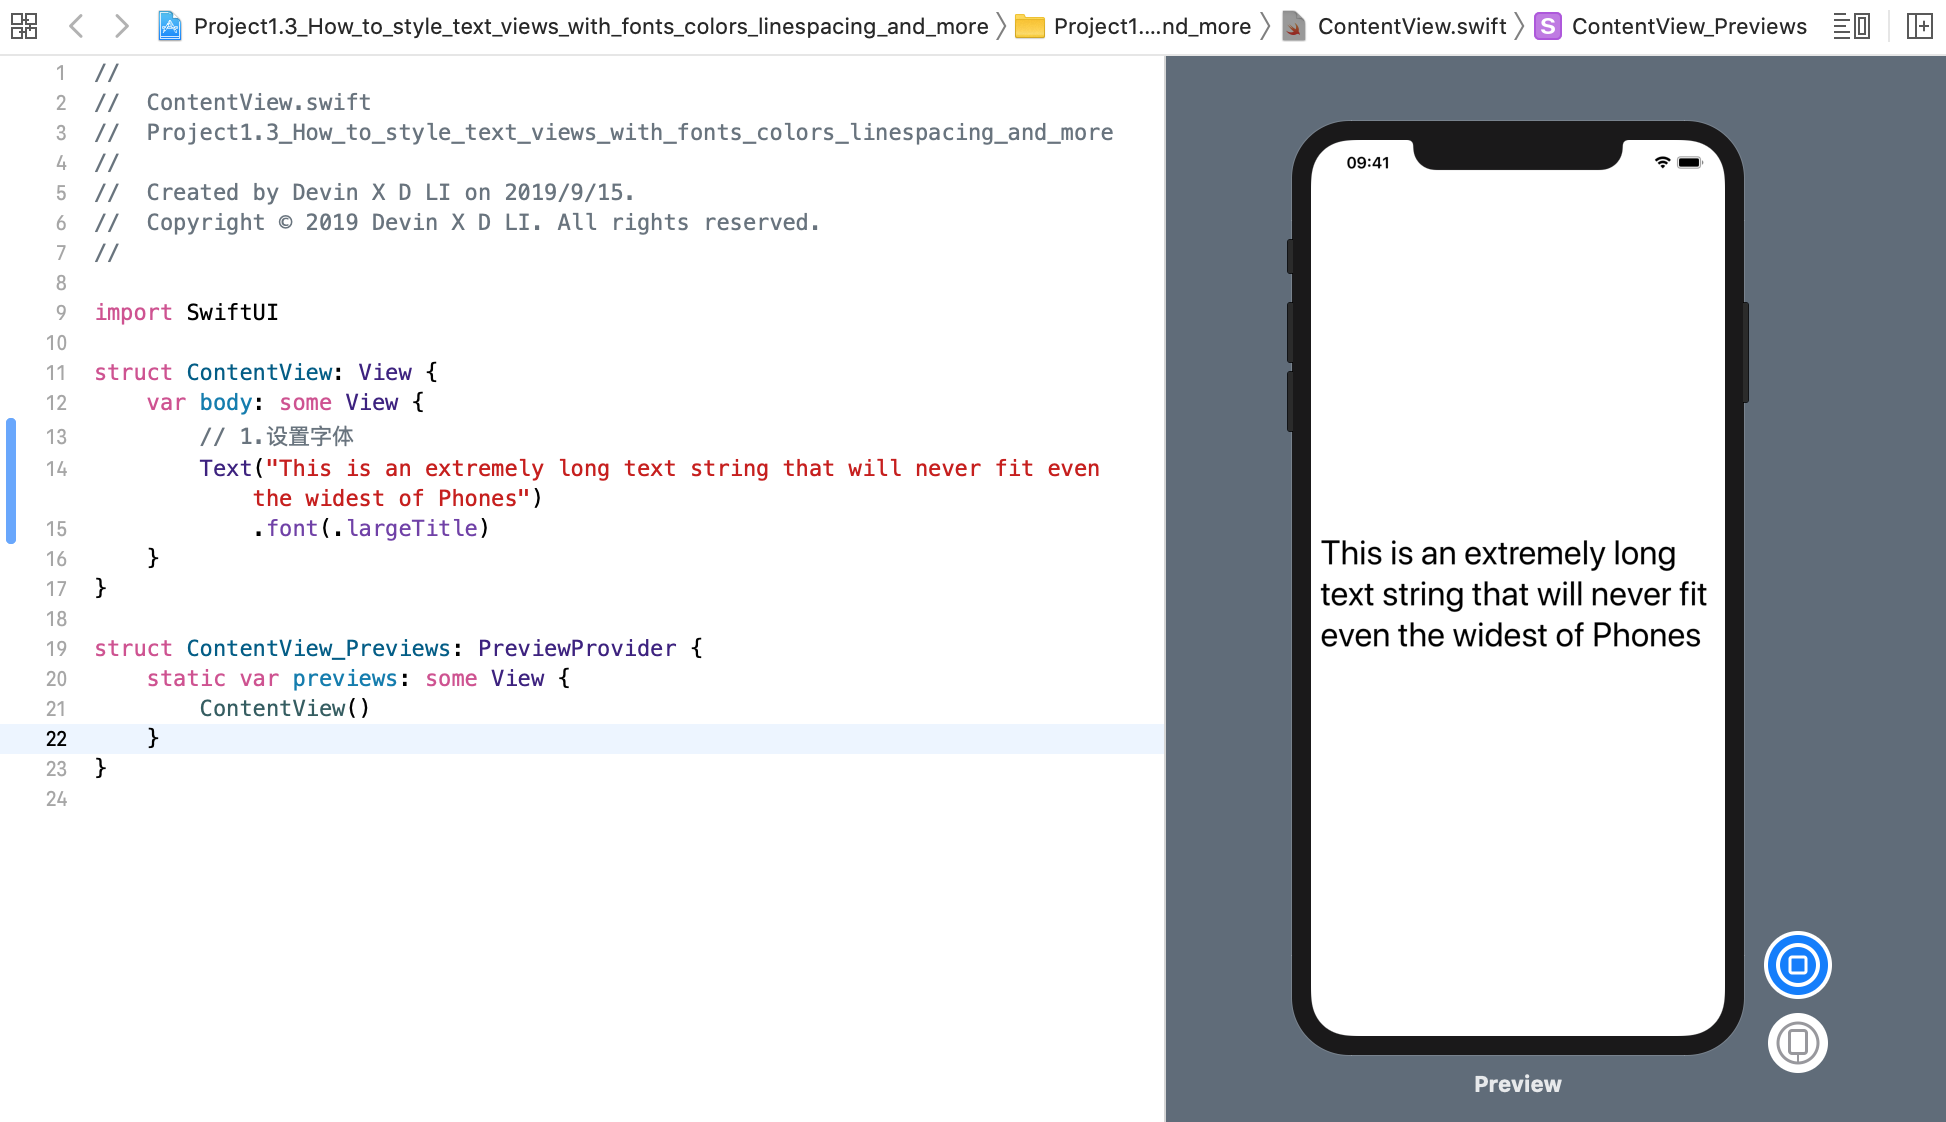 Project1.3_How_to_style_text_views_with_fonts_colors_linespacing_and_more
Project1....nd_more
ContentView.swift
S
ContentView_Previews
1 //
2 //  ContentView.swift
3 //  Project1.3_How_to_style_text_views_with_fonts_colors_linespacing_and_more
4 //
5 //  Created by Devin X D LI on 2019/9/15.
6 //  Copyright © 2019 Devin X D LI. All rights reserved.
7 //
8
9 import SwiftUI
10
11 struct ContentView: View {
12     var body: some View {
13         // 1.设置字体
14         Text("This is an extremely long text string that will never fit even
            the widest of Phones")
15             .font(.largeTitle)
16     }
17 }
18
19 struct ContentView_Previews: PreviewProvider {
20     static var previews: some View {
21         ContentView()
22     }
23 }
24
09:41
This is an extremely long
text string that will never fit
even the widest of Phones
Preview